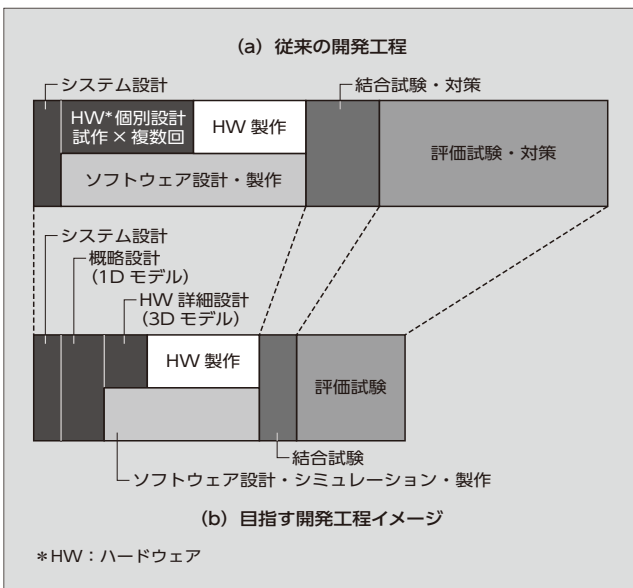 (a) 従来の開発工程
システム設計
結合試験・対策
HW*個別設計
試作×複数回
HW 製作
ソフトウェア設計・製作
評価試験・対策
システム設計
概略設計
(1D モデル)
HW 詳細設計
(3D モデル)
HW 製作
評価試験
結合試験
ソフトウェア設計・シミュレーション・製作
(b) 目指す開発工程イメージ
*HW:ハードウェア